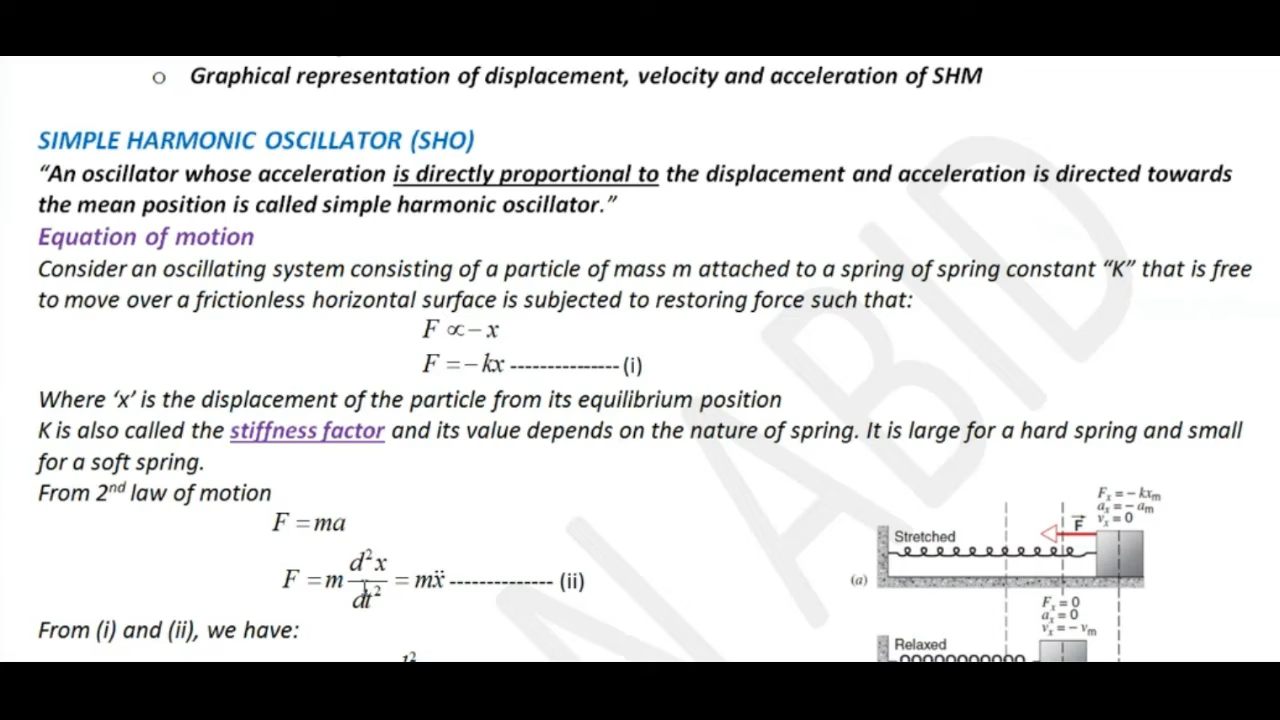 o Graphical representation of displacement, velocity and acceleration of SHM
SIMPLE HARMONIC OSCILLATOR (SHO)
“An oscillator whose acceleration is directly proportional to the displacement and acceleration is directed towards
the mean position is called simple harmonic oscillator.”
Equation of motion
Consider an oscillating system consisting of a particle of mass m attached to a spring of spring constant “K” that is free
to move over a frictionless horizontal surface is subjected to restoring force such that:
F ∝ − x
F = − kx --------------- (i)
Where ‘x’ is the displacement of the particle from its equilibrium position
K is also called the stiffness factor and its value depends on the nature of spring. It is large for a hard spring and small
for a soft spring.
From 2nd law of motion
F = ma
F = m d²x/dt² = mẍ -------------- (ii)
From (i) and (ii), we have:
Fx = − kxm
ax = − am
vx = 0
F
Stretched
(a)
Fx = 0
ax = 0
vx = − vm
Relaxed
N ABID